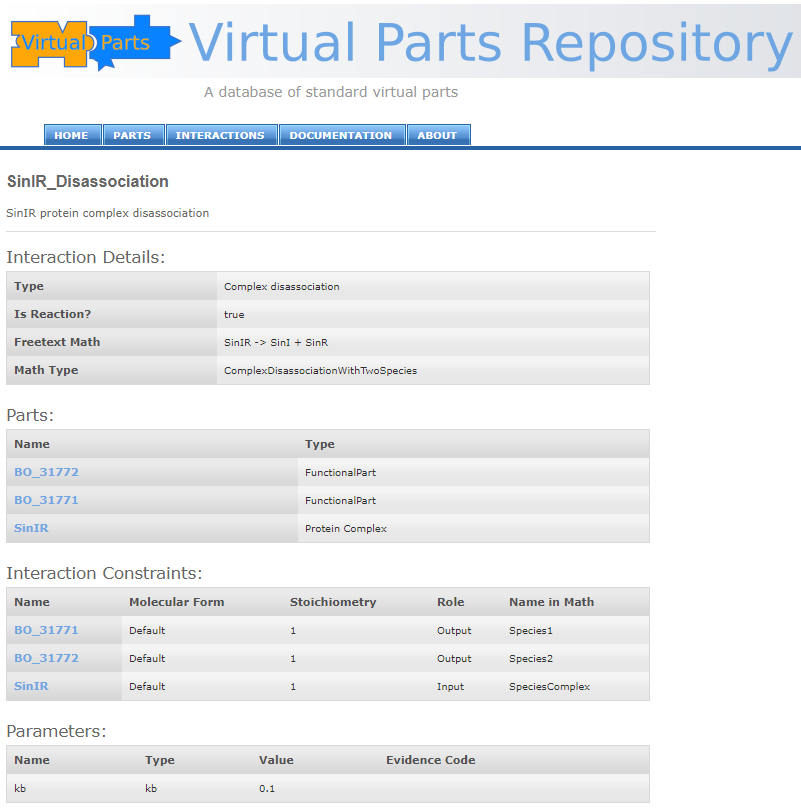 Virtual Parts Virtual Parts Repository
A database of standard virtual parts
HOME PARTS INTERACTIONS DOCUMENTATION ABOUT
SinIR_Disassociation
SinIR protein complex disassociation
Interaction Details:
Type Complex disassociation
Is Reaction? true
Freetext Math SinIR -> SinI + SinR
Math Type ComplexDisassociationWithTwoSpecies
Parts:
Name Type
BO_31772 FunctionalPart
BO_31771 FunctionalPart
SinIR Protein Complex
Interaction Constraints:
Name Molecular Form Stoichiometry Role Name in Math
BO_31771 Default 1 Output Species1
BO_31772 Default 1 Output Species2
SinIR Default 1 Input SpeciesComplex
Parameters:
Name Type Value Evidence Code
kb kb 0.1